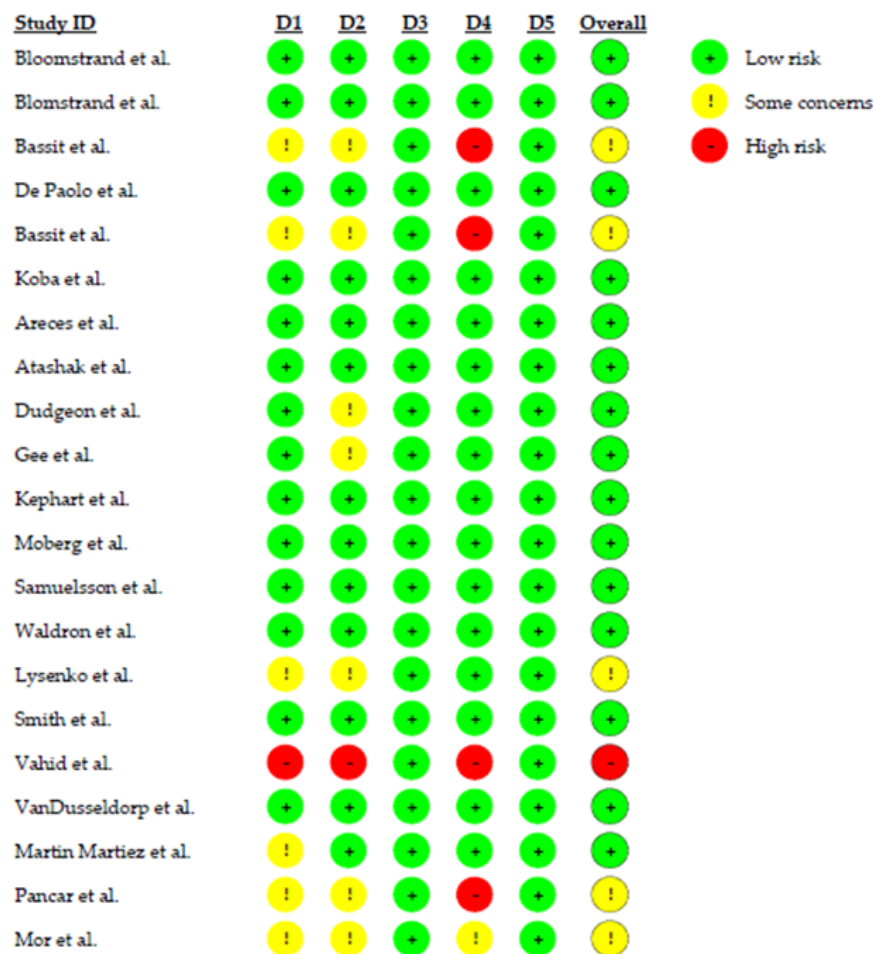 Study ID D1 D2 D3 D4 D5 Overall
Bloomstrand et al. + + + + + + + Low risk
Blomstrand et al. + + + + + + ! Some concerns
Bassit et al. ! ! + - + ! - High risk
De Paolo et al. + + + + + +
Bassit et al. ! ! + - + !
Koba et al. + + + + + +
Areces et al. + + + + + +
Atashak et al. + + + + + +
Dudgeon et al. + ! + + + +
Gee et al. + ! + + + +
Kephart et al. + + + + + +
Moberg et al. + + + + + +
Samuelsson et al. + + + + + +
Waldron et al. + + + + + +
Lysenko et al. ! ! + + + !
Smith et al. + + + + + +
Vahid et al. - - + - + -
VanDusseldorp et al. + + + + + +
Martin Martiez et al. ! + + + + +
Pancar et al. ! ! + - + !
Mor et al. ! ! + ! + !